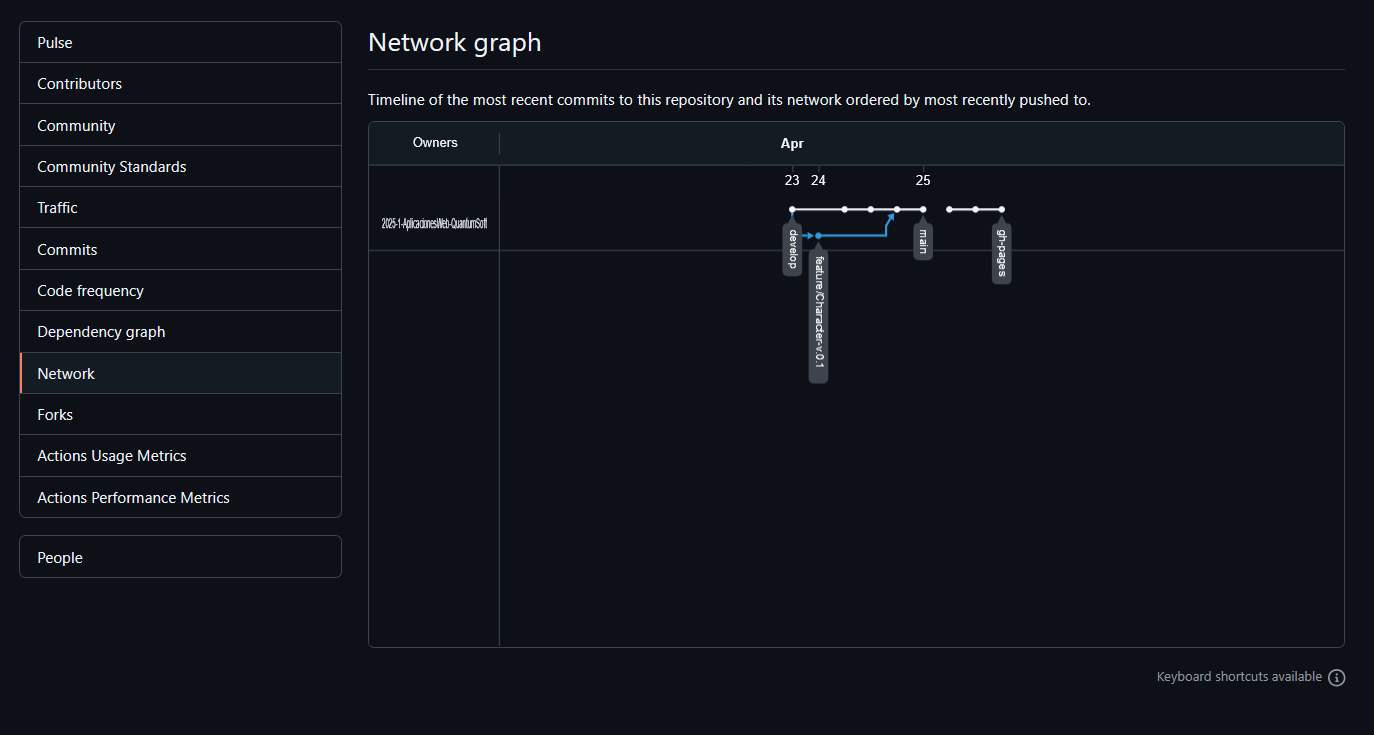 Pulse
Contributors
Community
Community Standards
Traffic
Commits
Code frequency
Dependency graph
Network
Forks
Actions Usage Metrics
Actions Performance Metrics
People
Network graph
Timeline of the most recent commits to this repository and its network ordered by most recently pushed to.
Owners
Apr
23 24 25
2025-1-AplicacionesWeb-QuantumSoft
develop
feature/Character-v.0.1
main
gh-pages
Keyboard shortcuts available